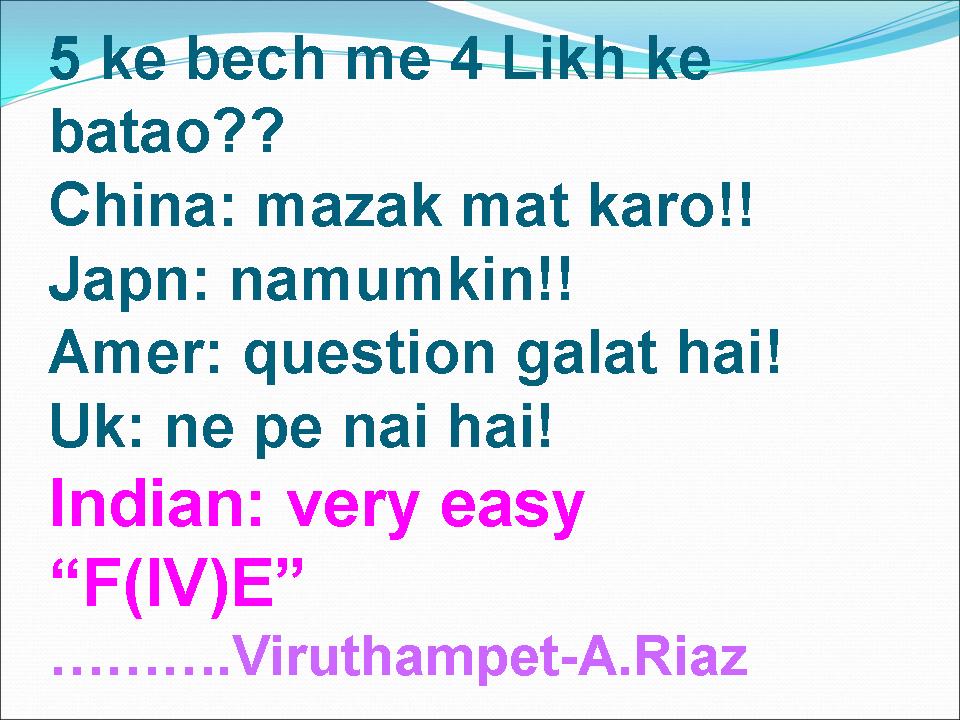 5 ke bech me 4 Likh ke
batao??
China: mazak mat karo!!
Japn: namumkin!!
Amer: question galat hai!
Uk: ne pe nai hai!
Indian: very easy
“F(IV)E”
……….Viruthampet-A.Riaz